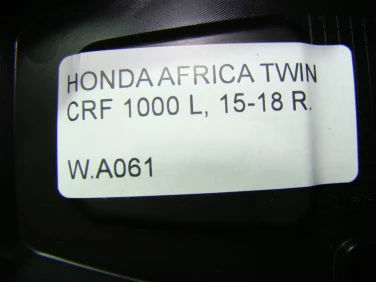 HONDA AFRICA TWIN
CRF 1000 L, 15-18 R.
W.A061